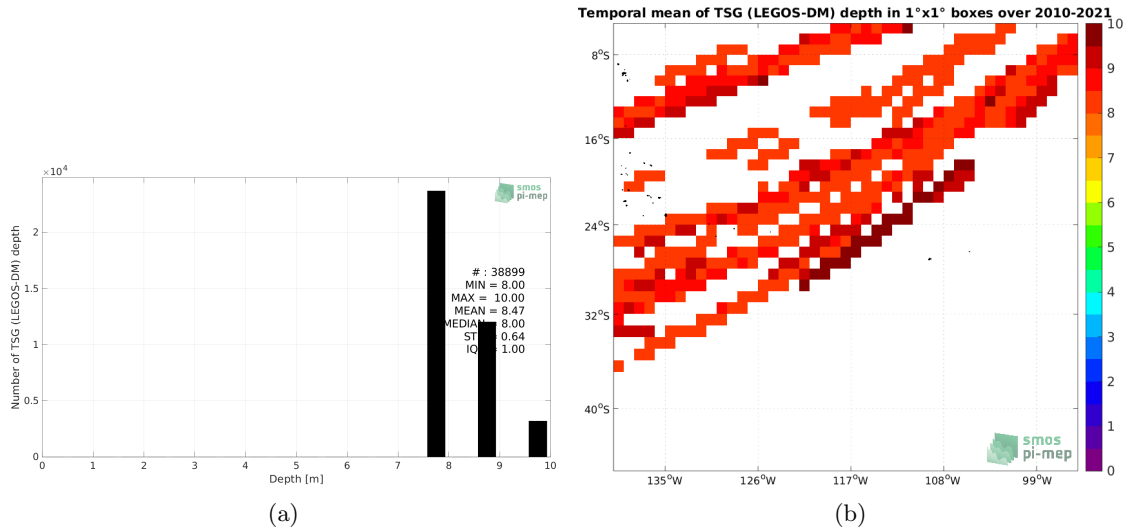 Temporal mean of TSG (LEGOS-DM) depth in 1°x1° boxes over 2010-2021
×10⁴
smos
pi-mep
Number of TSG (LEGOS-DM) depth
2
1.5
1
0.5
0
# : 38899
MIN = 8.00
MAX = 10.00
MEAN = 8.47
MEDIAN = 8.00
= 0.64
= 1.00
0 1 2 3 4 5 6 7 8 9 10
Depth [m]
(a)
8°S
16°S
24°S
32°S
40°S
135°W 126°W 117°W 108°W 99°W
10
9
8
7
6
5
4
3
2
1
0
smos
pi-mep
(b)